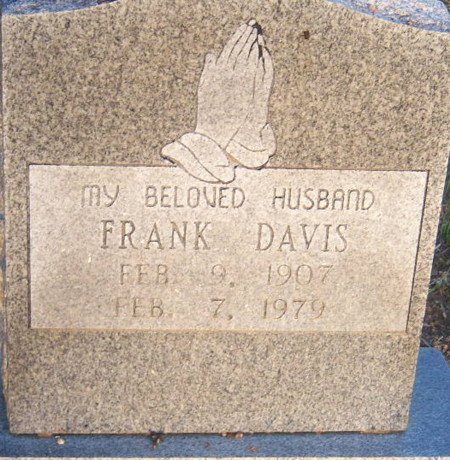 my BELOVED HUSBAND
FRANK DAVIS
FEB. 9, 1907
FEB. 7, 1979